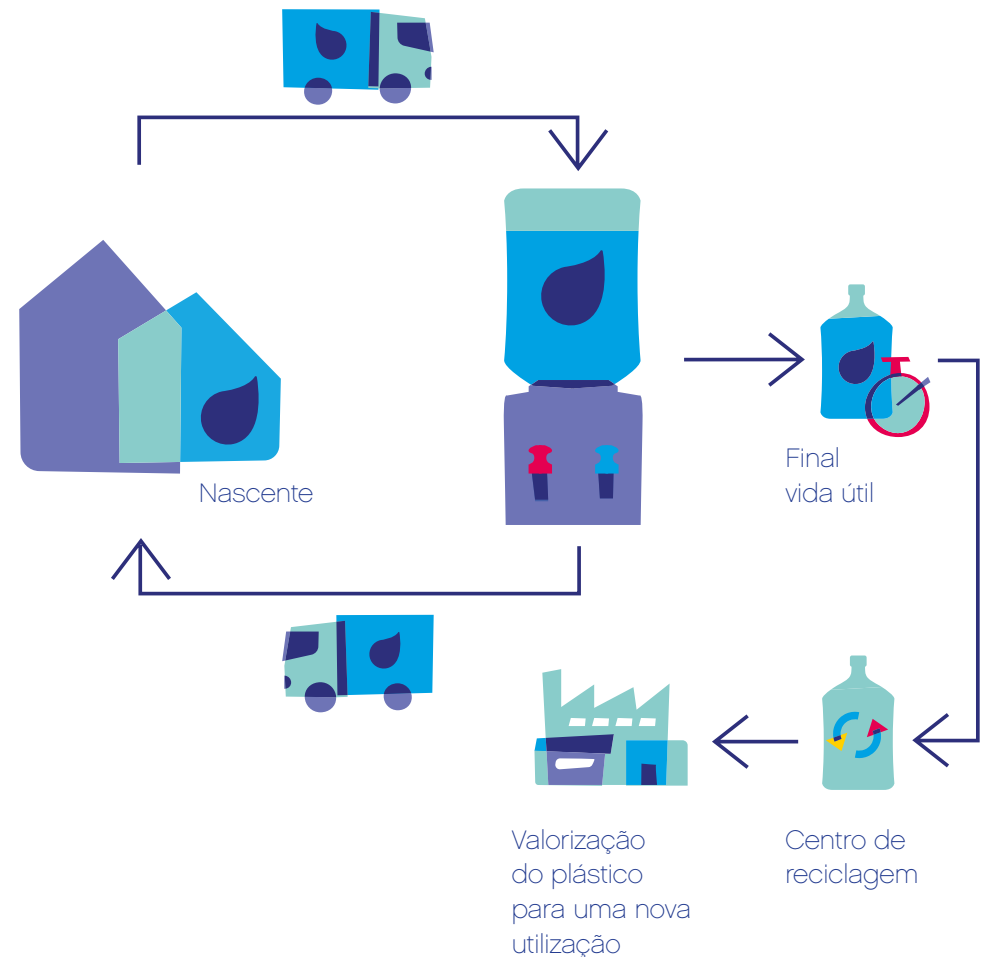 Nascente
Final
vida útil
Centro de
reciclagem
Valorização
do plástico
para uma nova
utilização